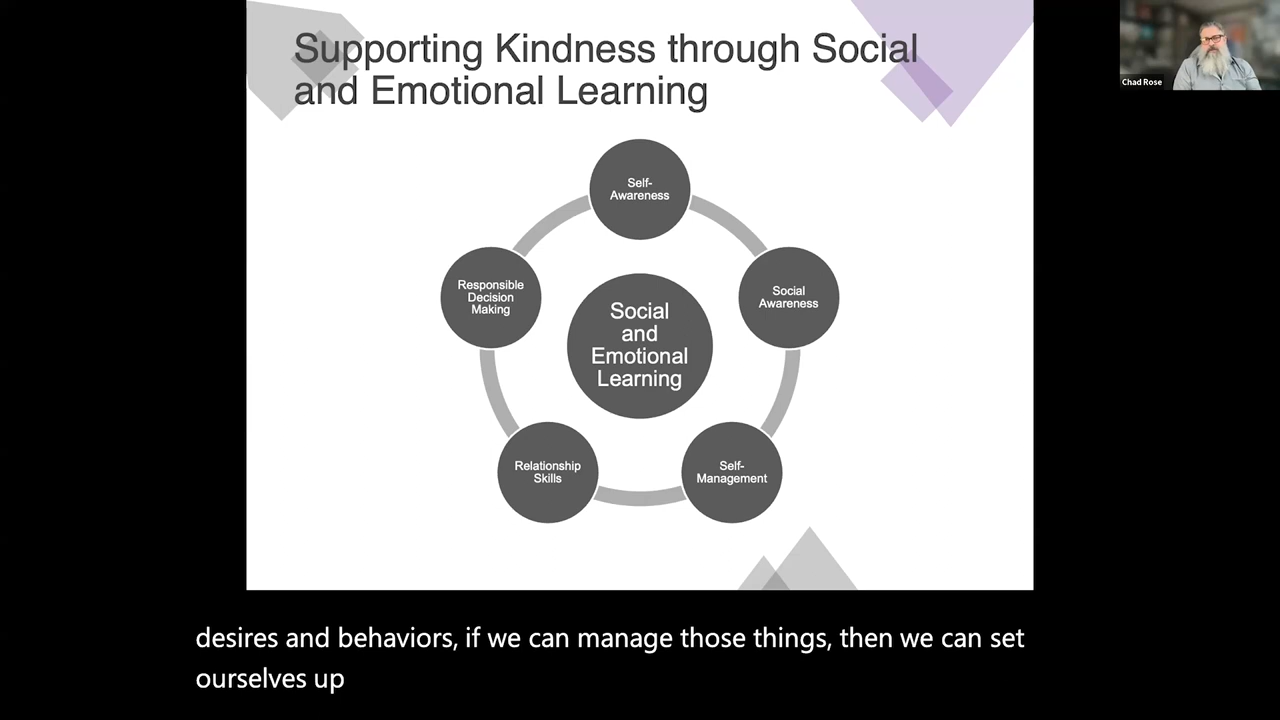 Supporting Kindness through Social
and Emotional Learning
Chad Rose
Self-
Awareness
Responsible
Decision
Making
Social
Awareness
Social
and
Emotional
Learning
Relationship
Skills
Self-
Management
desires and behaviors, if we can manage those things, then we can set
ourselves up